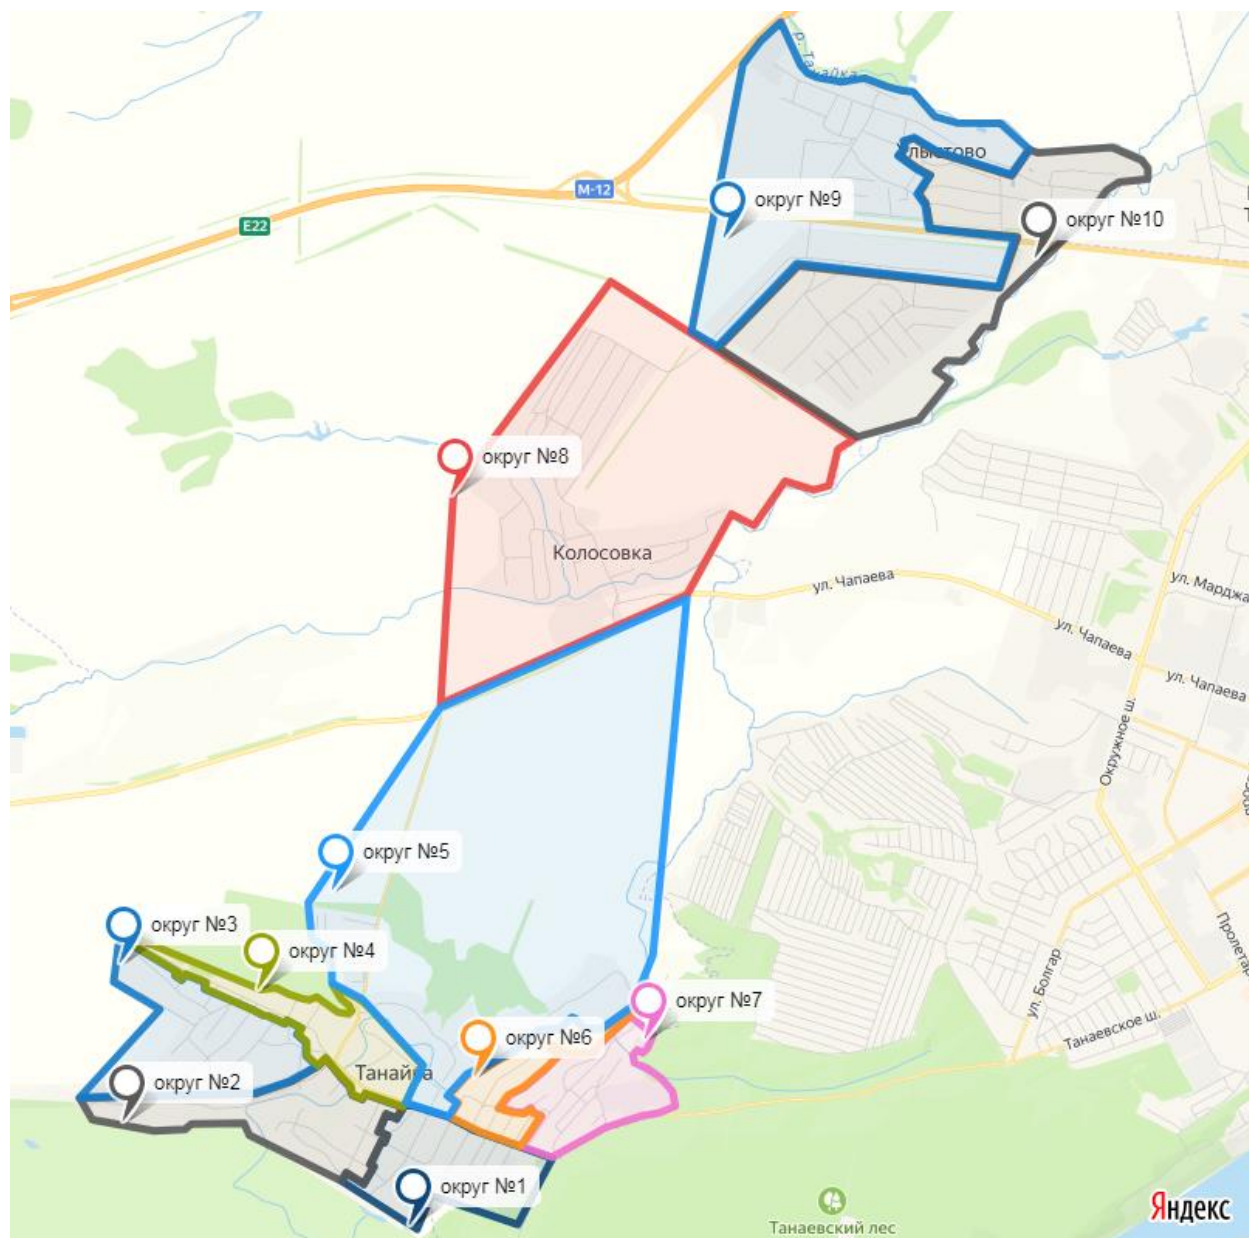 р. Танайка
Улыстово
М-12
округ №9
округ №10
E22
округ №8
Колосовка
ул. Чапаева
ул. Марджа
ул. Чапаева
ул. Чапаева
Окружное ш.
округ №5
округ №3
округ №4
округ №7
ул. Болгар
Пролетар
округ №6
Танаевское ш.
Танайка
округ №2
округ №1
Танаевский лес
Яндекс